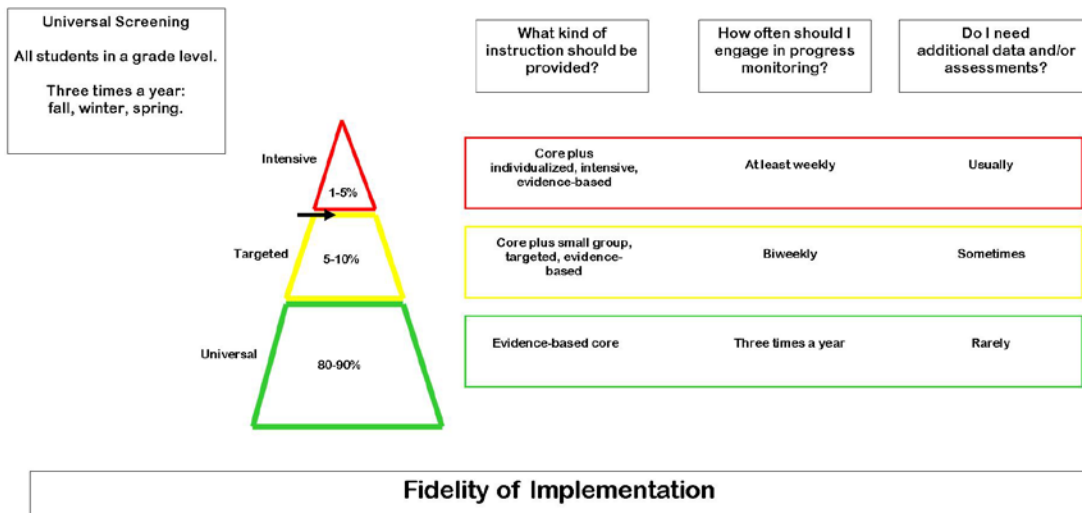 Universal Screening
All students in a grade level.
Three times a year:
fall, winter, spring.
What kind of
instruction should be
provided?
How often should I
engage in progress
monitoring?
Do I need
additional data and/or
assessments?
Intensive
1-5%
Core plus
individualized, intensive,
evidence-based
At least weekly
Usually
Targeted
5-10%
Core plus small group,
targeted, evidence-
based
Biweekly
Sometimes
Universal
80-90%
Evidence-based core
Three times a year
Rarely
Fidelity of Implementation